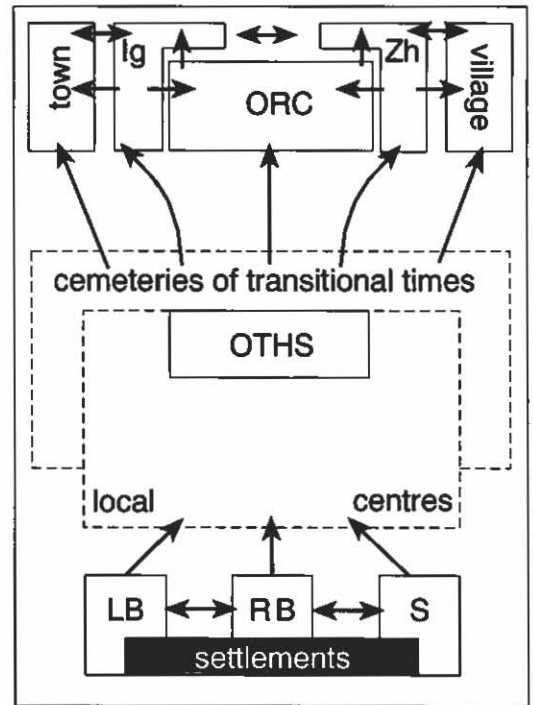 town
Ig
Zh
village
ORC
cemeteries of transitional times
OTHS
local
centres
LB
RB
S
settlements